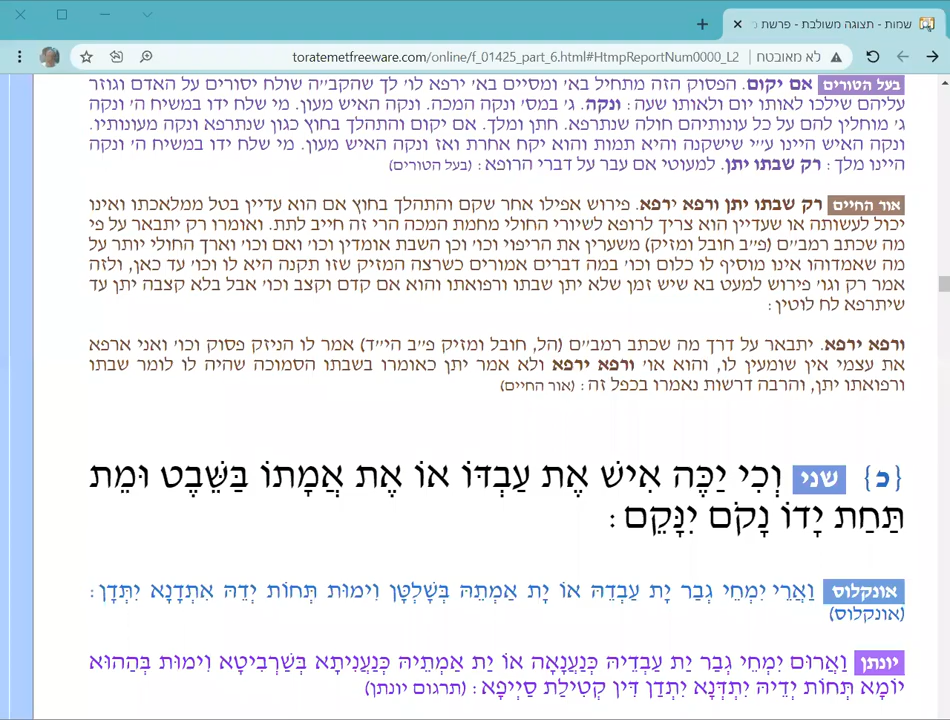 שמות - תצוגה משולבת - פרשת
toratemetfreeware.com/online/f_01425_part_6.html#HtmpReportNum0000_L2 | לא מאובטח
בעל הטורים אם יקום. הפסוק הזה מתחיל בא' ומסיים בא' ירפא לו' לך שהקב"ה שולח יסורים על האדם וגוזר
עליהם שילכו לאותו יום ולאותו שעה: ונקה. ג' במס' ונקה המכה. ונקה האיש מעון. מי שלח ידו במשיח ה' ונקה
ג' מוחלין להם על כל עונותיהם חולה שנתרפא. חתן ומלך. אם יקום והתהלך בחוץ כגון שנתרפא ונקה מעונותיו.
ונקה האיש היינו ע"י שישקנה והיא תמות והוא יקח אחרת ואז ונקה האיש מעון. מי שלח ידו במשיח ה' ונקה
היינו מלך: רק שבתו יתן. למעוטי אם עבר על דברי הרופא: (בעל הטורים)
אור החיים רק שבתו יתן ורפא ירפא. פירוש אפילו אחר שקם והתהלך בחוץ אם הוא עדיין בטל ממלאכתו ואינו
יכול לעשותה או שעדיין הוא צריך לרופא לשיורי החולי מחמת המכה הרי זה חייב לתת. ואומרו רק יתבאר על פי
מה שכתב רמב"ם (פ"ב חובל ומזיק) משערין את הריפוי וכו' וכן השבת אומדין וכו' ואם וכו' וארך החולי יותר על
מה שאמדוהו אינו מוסיף לו כלום וכו' במה דברים אמורים כשרצה המזיק שזו תקנה היא לו וכו' עד כאן, ולזה
אמר רק וגו' פירוש למעט בא שיש זמן שלא יתן שבתו ורפואתו והוא אם קדם וקצב וכו' אבל בלא קצבה יתן עד
שיתרפא לח לוטין:
ורפא ירפא. יתבאר על דרך מה שכתב רמב"ם (הל, חובל ומזיק פ"ב הי"ד) אמר לו הניזק פסוק וכו' ואני ארפא
את עצמי אין שומעין לו, והוא או' ורפא ירפא ולא אמר יתן כאומרו בשבתו הסמוכה שהיה לו לומר שבתו
ורפואתו יתן, והרבה דרשות נאמרו בכפל זה: (אור החיים)
{כ} שני וְכִי יַכֶּה אִישׁ אֶת עַבְדּוֹ אוֹ אֶת אֲמָתוֹ בַּשֵּׁבֶט וּמֵת
תַּחַת יָדוֹ נָקֹם יִנָּקֵם:
אונקלוס וַאֲרֵי יִמְחֵי גְבַר יָת עַבְדֵּהּ אוֹ יָת אַמְתֵהּ בְּשָׁלְטָן וִימוּת תְּחוֹת יְדֵהּ אִתְדָנָא יִתְּדָן:
(אונקלוס)
יונתן וַאֲרוּם יִמְחֵי גְבַר יַת עַבְדֵיהּ כְּנַעֲנָאָה אוֹ יַת אַמְתֵיהּ כְּנַעֲנִיתָא בְּשַׁרְבִיטָא וִימוּת בְּהַהוּא
יוֹמָא תְּחוֹת יְדֵיהּ יִתְדְּנָא יִתְדַן דִּין קְטִילַת סַיְיפָא: (תרגום יונתן)